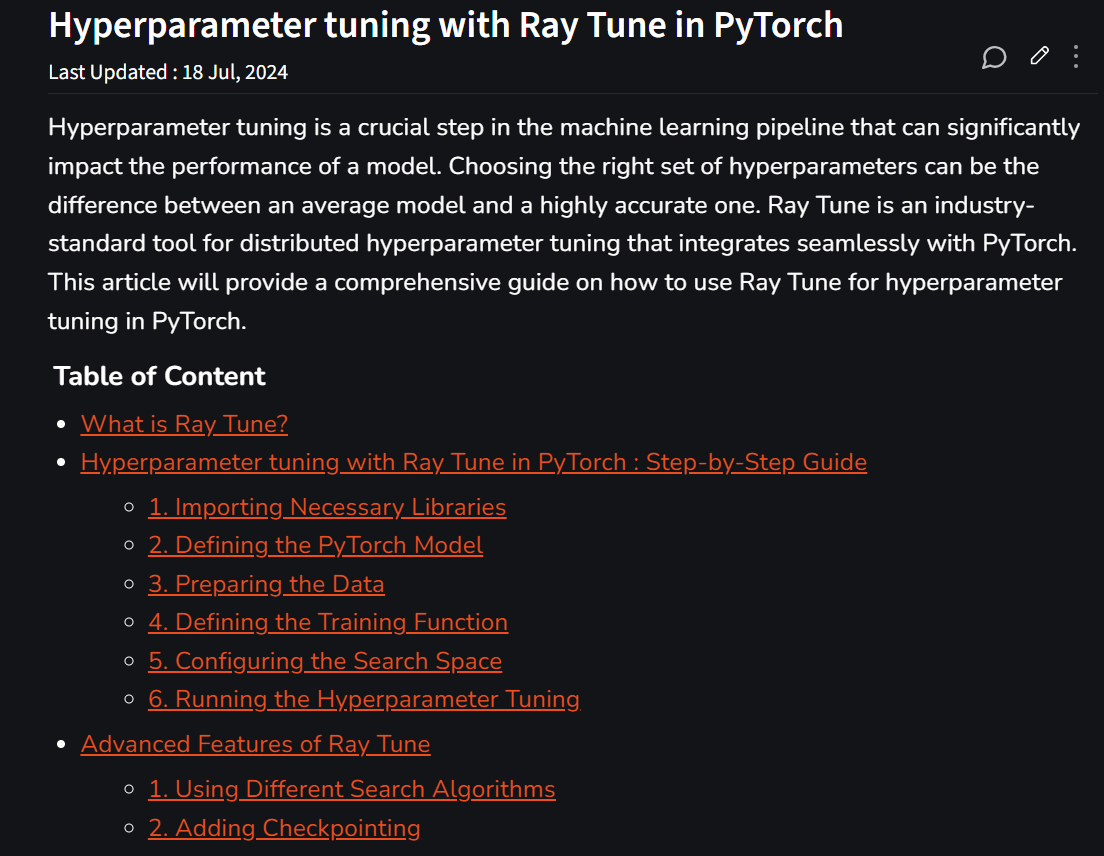 Hyperparameter tuning with Ray Tune in PyTorch
Last Updated : 18 Jul, 2024
Hyperparameter tuning is a crucial step in the machine learning pipeline that can significantly
impact the performance of a model. Choosing the right set of hyperparameters can be the
difference between an average model and a highly accurate one. Ray Tune is an industry-
standard tool for distributed hyperparameter tuning that integrates seamlessly with PyTorch.
This article will provide a comprehensive guide on how to use Ray Tune for hyperparameter
tuning in PyTorch.
Table of Content
What is Ray Tune?
Hyperparameter tuning with Ray Tune in PyTorch : Step-by-Step Guide
1. Importing Necessary Libraries
2. Defining the PyTorch Model
3. Preparing the Data
4. Defining the Training Function
5. Configuring the Search Space
6. Running the Hyperparameter Tuning
Advanced Features of Ray Tune
1. Using Different Search Algorithms
2. Adding Checkpointing